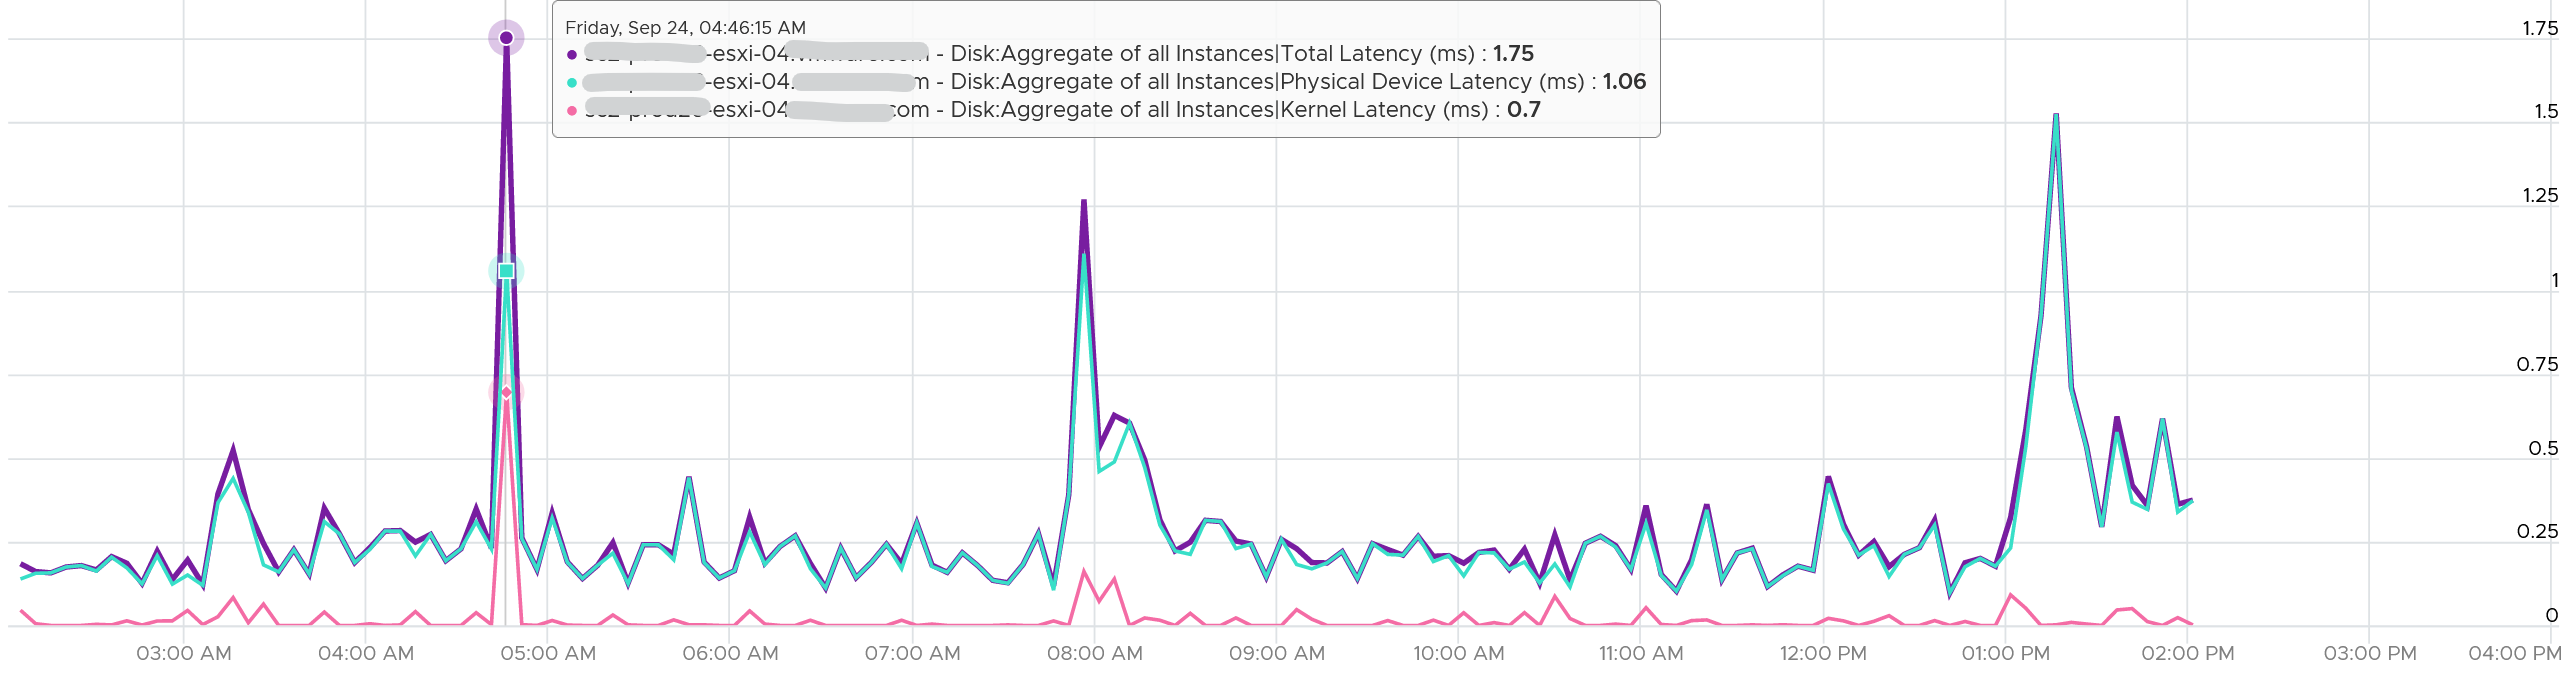 Friday, Sep 24, 04:46:15 AM
-esxi-04. - Disk:Aggregate of all Instances|Total Latency (ms) : 1.75
-esxi-04. m - Disk:Aggregate of all Instances|Physical Device Latency (ms) : 1.06
-esxi-04 com - Disk:Aggregate of all Instances|Kernel Latency (ms) : 0.7
1.75
1.5
1.25
1
0.75
0.5
0.25
0
03:00 AM 04:00 AM 05:00 AM 06:00 AM 07:00 AM 08:00 AM 09:00 AM 10:00 AM 11:00 AM 12:00 PM 01:00 PM 02:00 PM 03:00 PM 04:00 PM